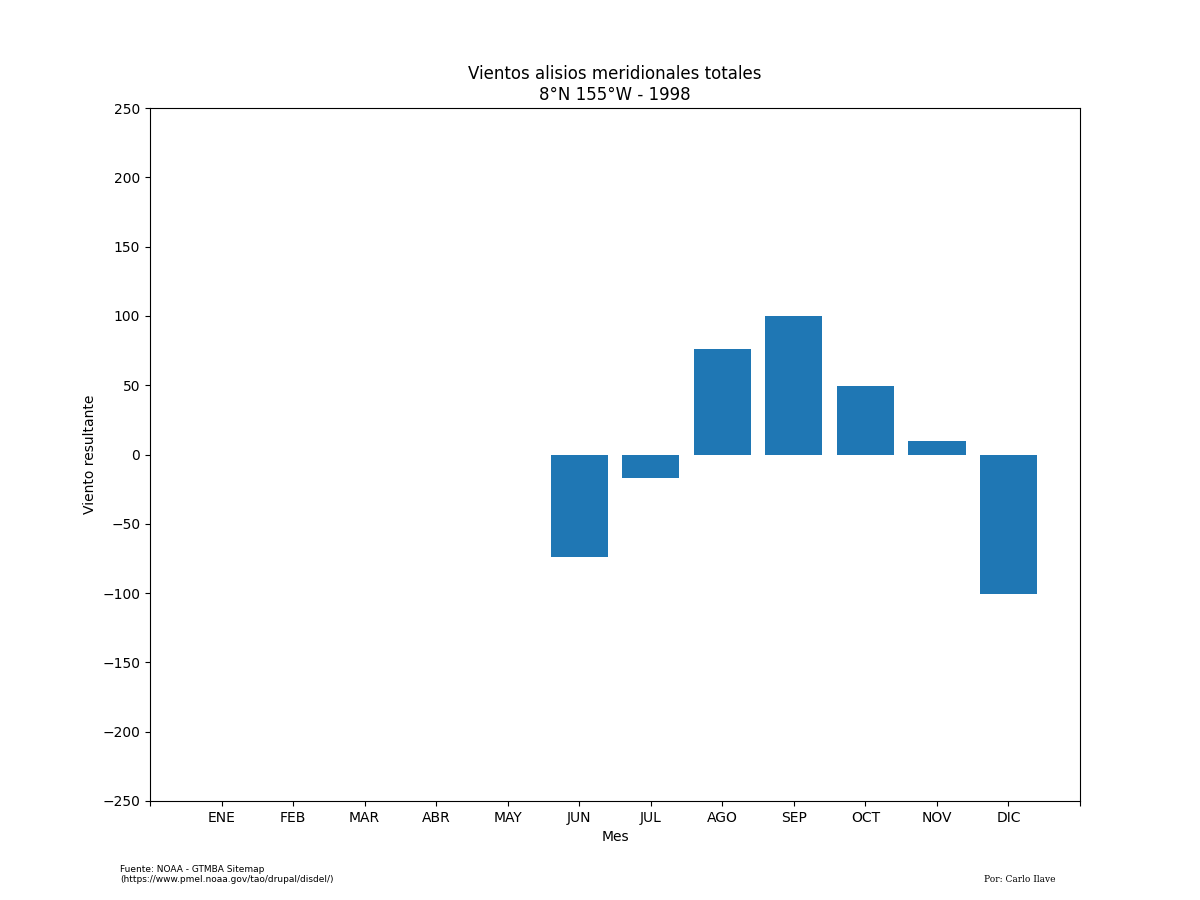 Vientos alisios meridionales totales
8°N 155°W - 1998
250
200
150
100
50
0
−50
−100
−150
−200
−250
Viento resultante
ENE FEB MAR ABR MAY JUN JUL AGO SEP OCT NOV DIC
Mes
Fuente: NOAA - GTMBA Sitemap
(https://www.pmel.noaa.gov/tao/drupal/disdel/)
Por: Carlo Ilave